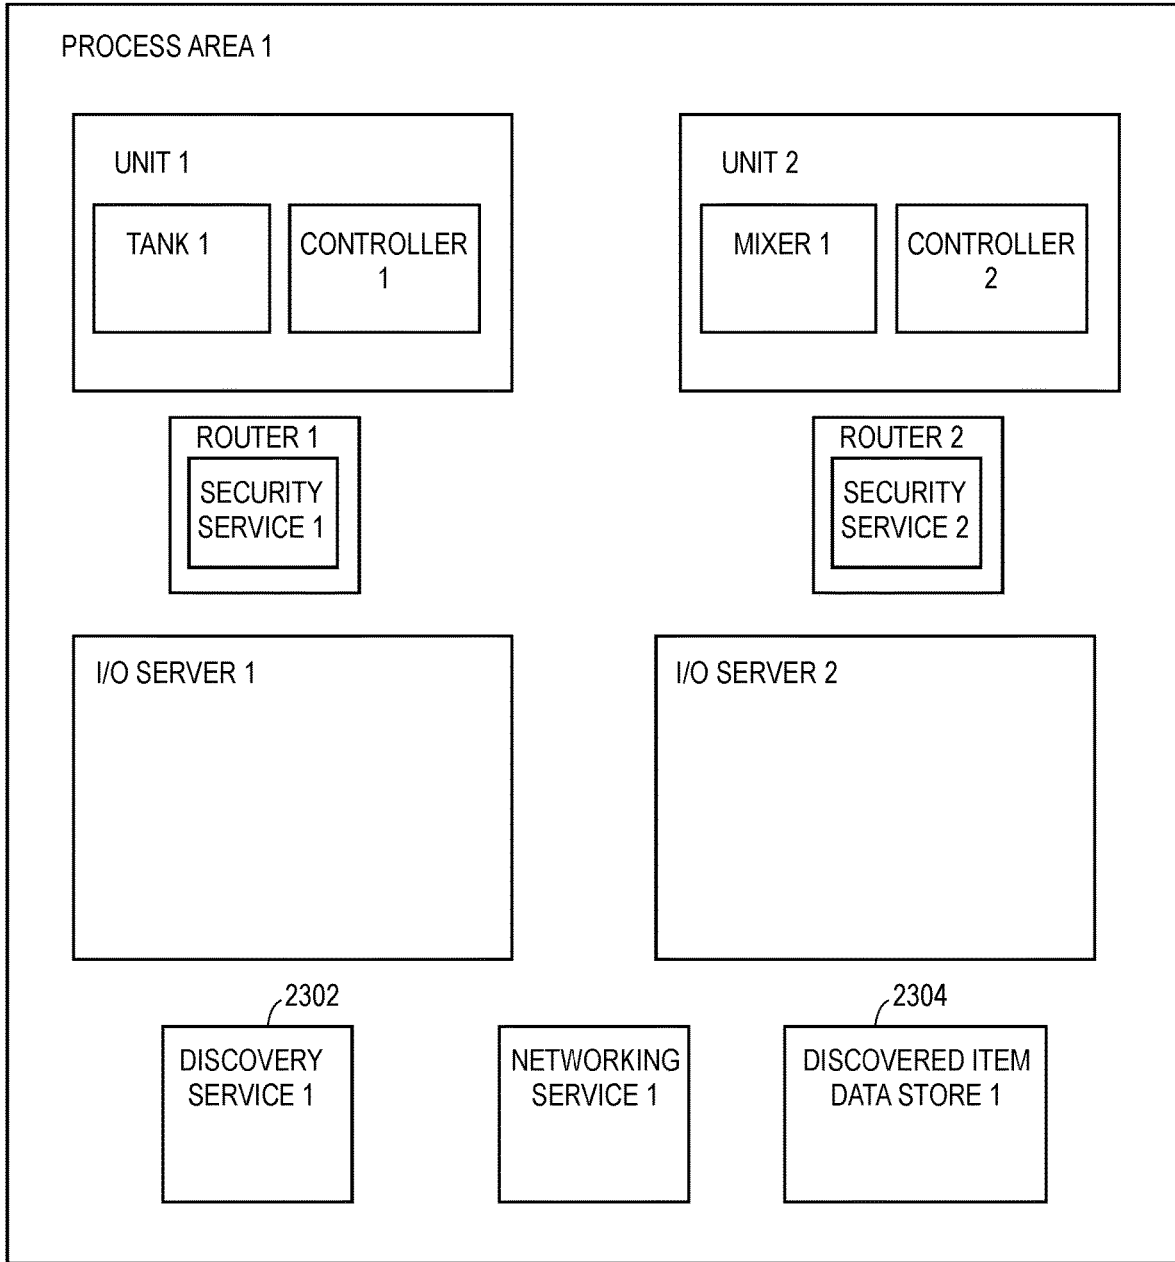 PROCESS AREA 1
UNIT 1
TANK 1
CONTROLLER
1
UNIT 2
MIXER 1
CONTROLLER
2
ROUTER 1
SECURITY
SERVICE 1
ROUTER 2
SECURITY
SERVICE 2
I/O SERVER 1
I/O SERVER 2
2302
DISCOVERY
SERVICE 1
NETWORKING
SERVICE 1
2304
DISCOVERED ITEM
DATA STORE 1